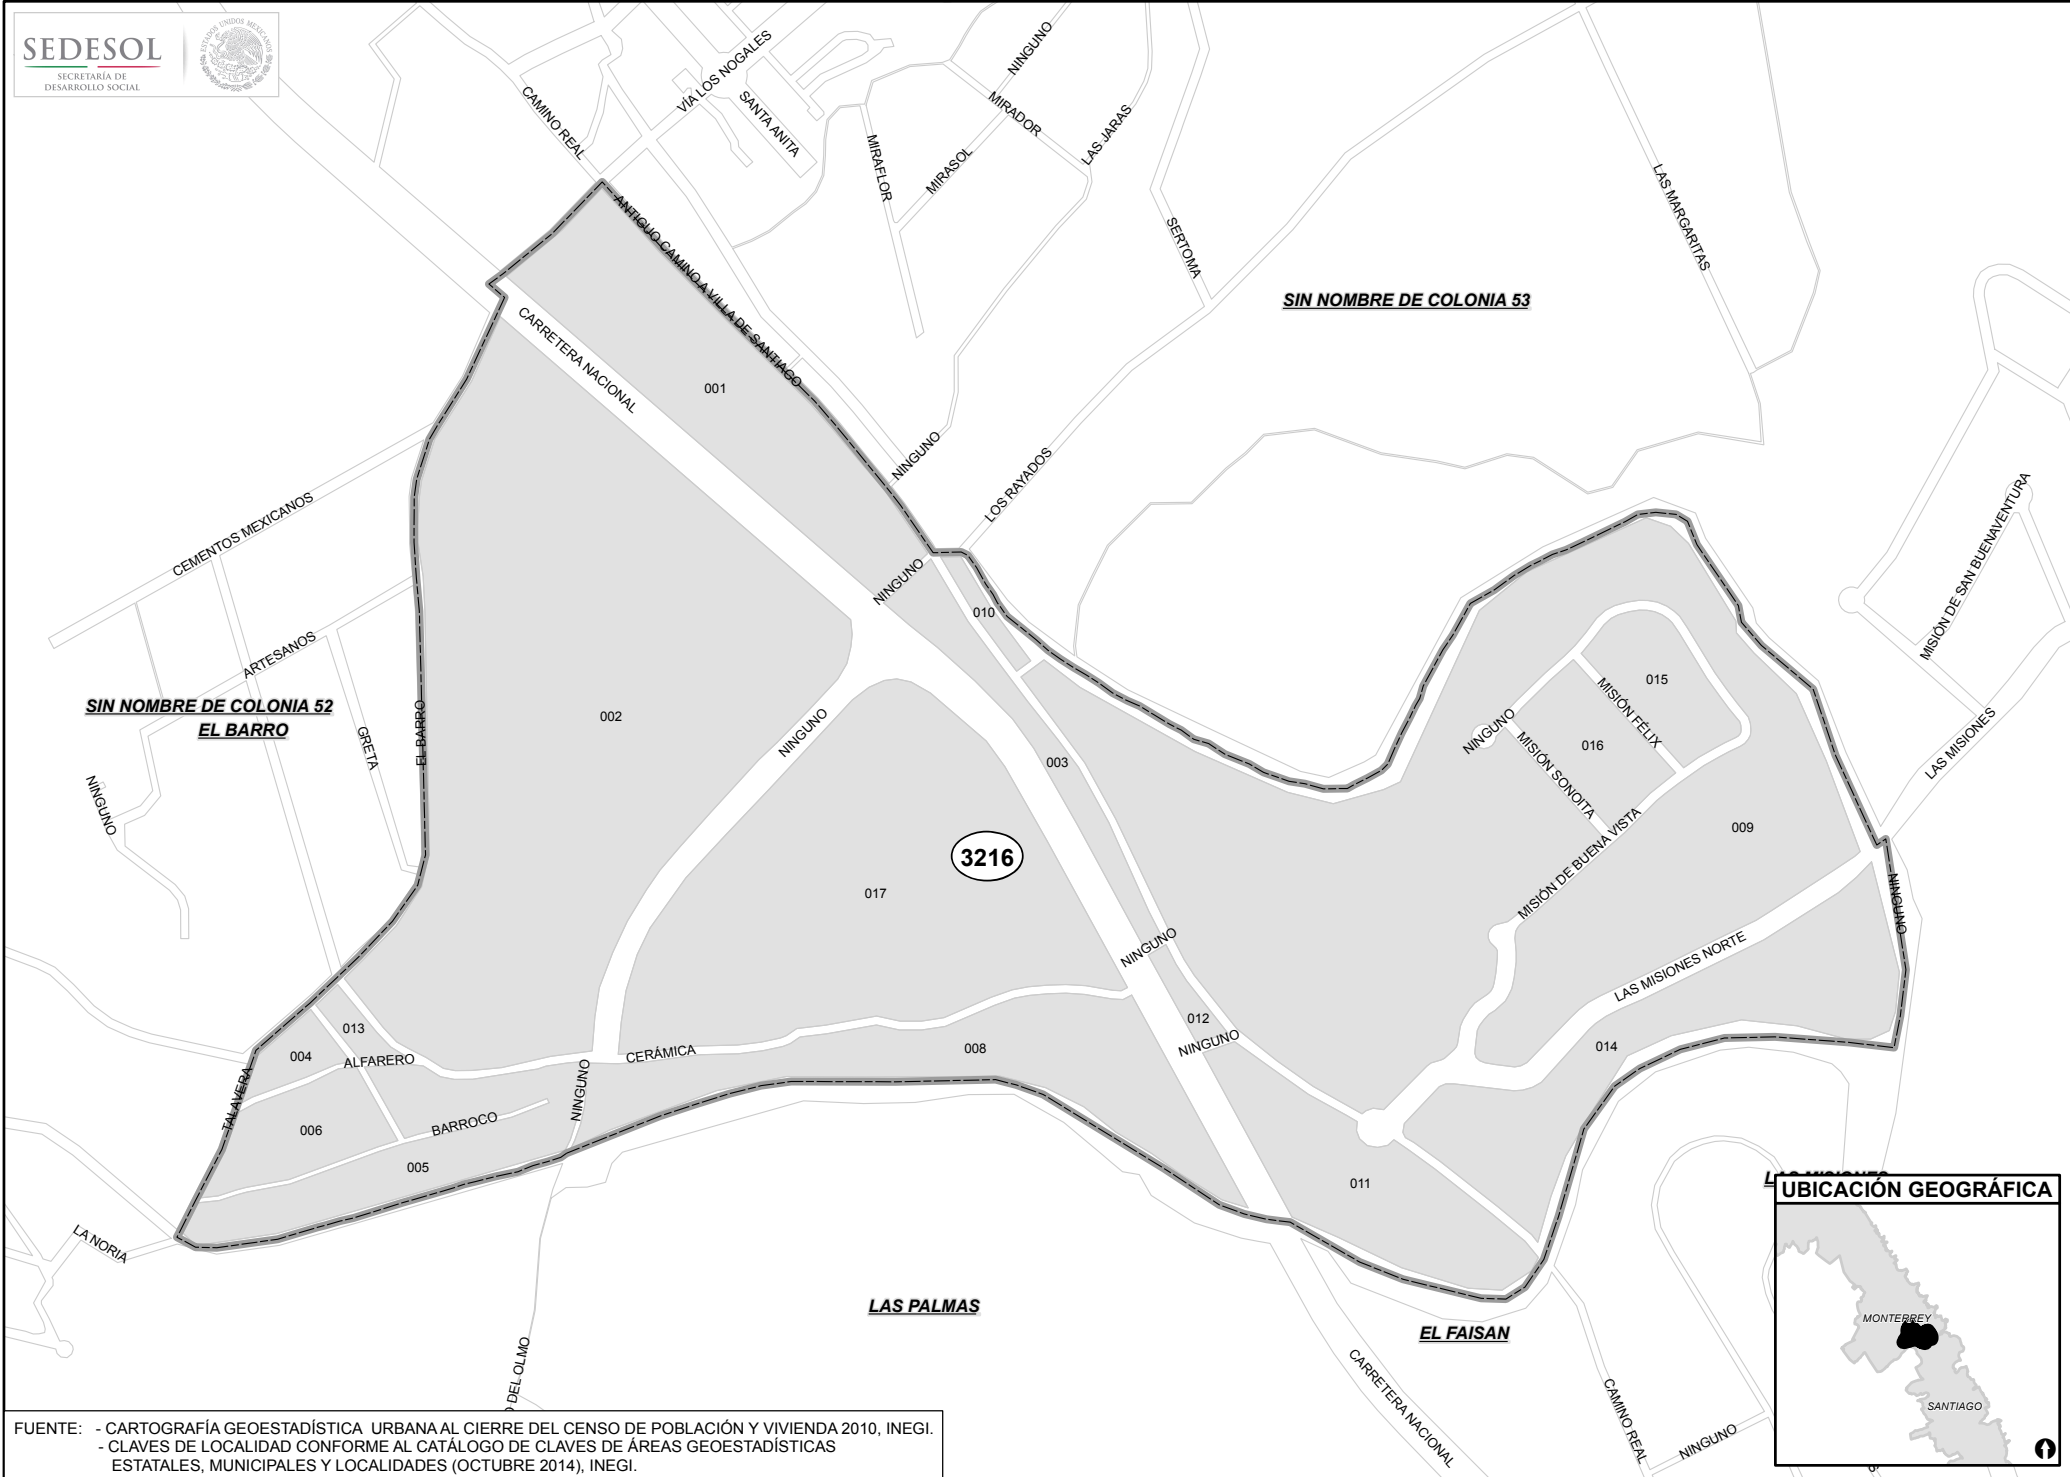 SEDESOL
SECRETARÍA DE
DESARROLLO SOCIAL
ESTADOS UNIDOS MEXICANOS
NINGUNO
VÍA LOS NOGALES
CAMINO REAL
SANTA ANITA
MIRADOR
LAS JARAS
MIRAFLOR
MIRASOL
LAS MARGARITAS
SERTOMA
ANTIGUO CAMINO A VILLA DE SANTIAGO
SIN NOMBRE DE COLONIA 53
CARRETERA NACIONAL
001
NINGUNO
LOS RAYADOS
CEMENTOS MEXICANOS
MISIÓN DE SAN BUENAVENTURA
NINGUNO
010
ARTESANOS
015
SIN NOMBRE DE COLONIA 52
EL BARRO
GRETA
EL BARRO
002
NINGUNO
MISIÓN FÉLIX
016
NINGUNO
MISIÓN SONOITA
LAS MISIONES
003
NINGUNO
MISIÓN DE BUENA VISTA
009
3216
017
NINGUNO
NINGUNO
LAS MISIONES NORTE
012
NINGUNO
013
004
ALFARERO
CERÁMICA
008
014
TALAVERA
NINGUNO
006
BARROCO
005
011
LA NORIA
LAS MISIONES
LAS PALMAS
EL FAISAN
DEL OLMO
CARRETERA NACIONAL
CAMINO REAL
NINGUNO
UBICACIÓN GEOGRÁFICA
MONTERREY
SANTIAGO
FUENTE: - CARTOGRAFÍA GEOESTADÍSTICA URBANA AL CIERRE DEL CENSO DE POBLACIÓN Y VIVIENDA 2010, INEGI.
- CLAVES DE LOCALIDAD CONFORME AL CATÁLOGO DE CLAVES DE ÁREAS GEOESTADÍSTICAS
ESTATALES, MUNICIPALES Y LOCALIDADES (OCTUBRE 2014), INEGI.